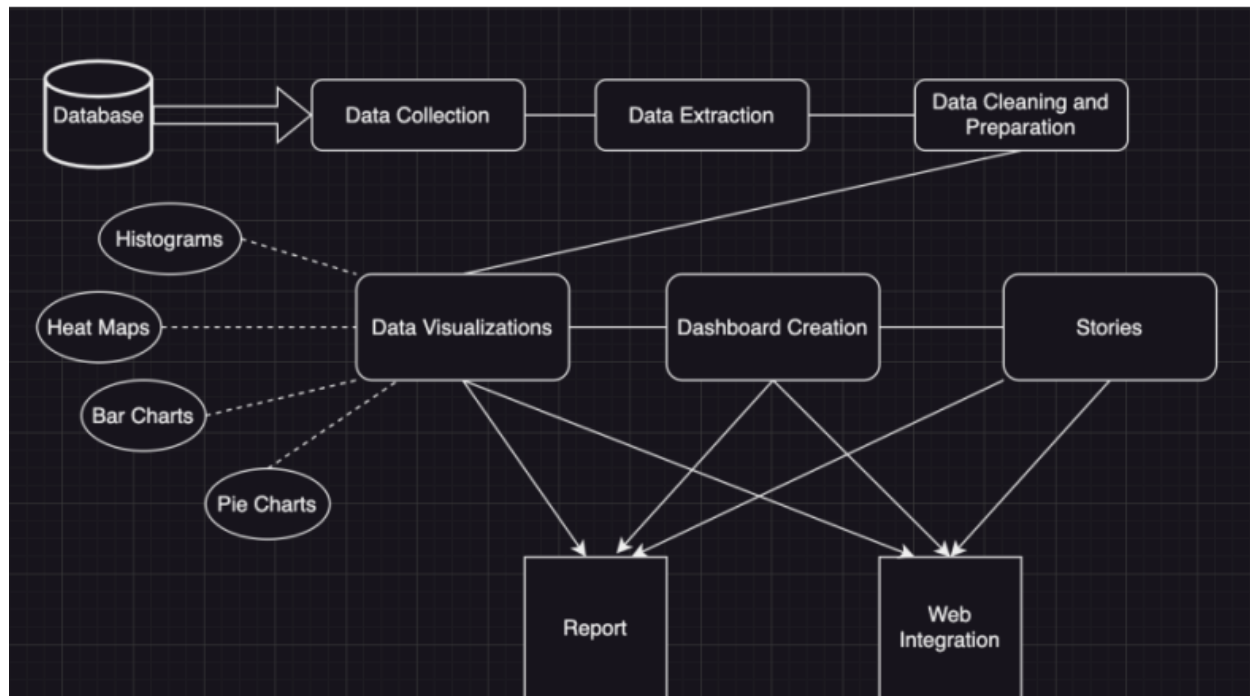 Database
Data Collection
Data Extraction
Data Cleaning and
Preparation
Histograms
Heat Maps
Data Visualizations
Dashboard Creation
Stories
Bar Charts
Pie Charts
Report
Web
Integration